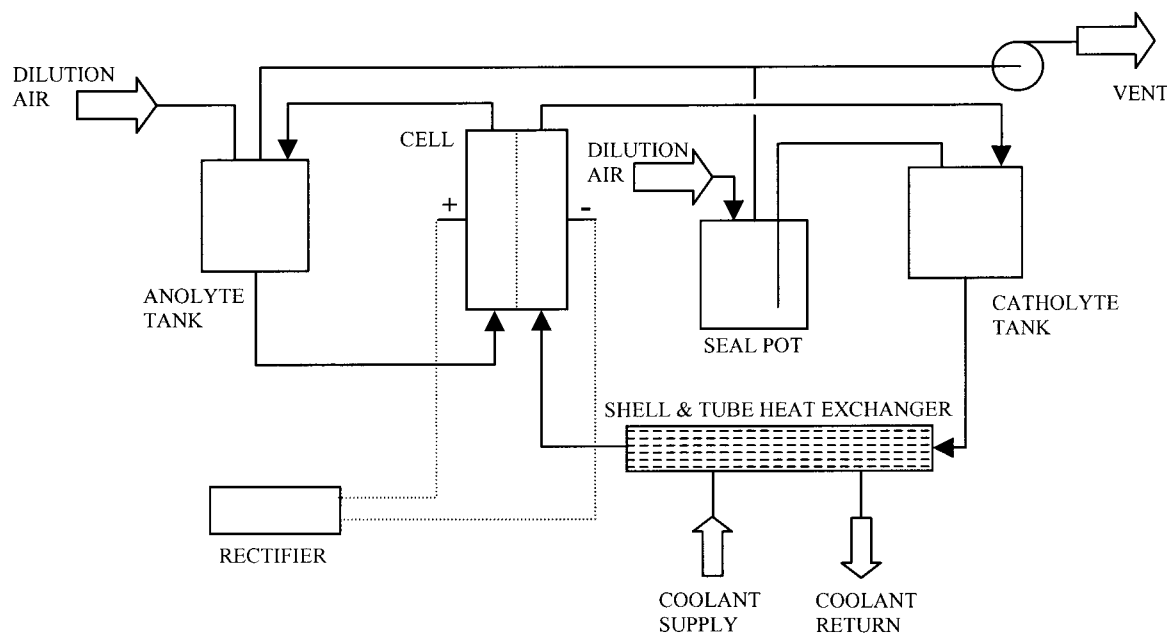 DILUTION
AIR
VENT
CELL
DILUTION
AIR
+
-
ANOLYTE
TANK
CATHOLYTE
TANK
SEAL POT
SHELL & TUBE HEAT EXCHANGER
RECTIFIER
COOLANT
SUPPLY
COOLANT
RETURN